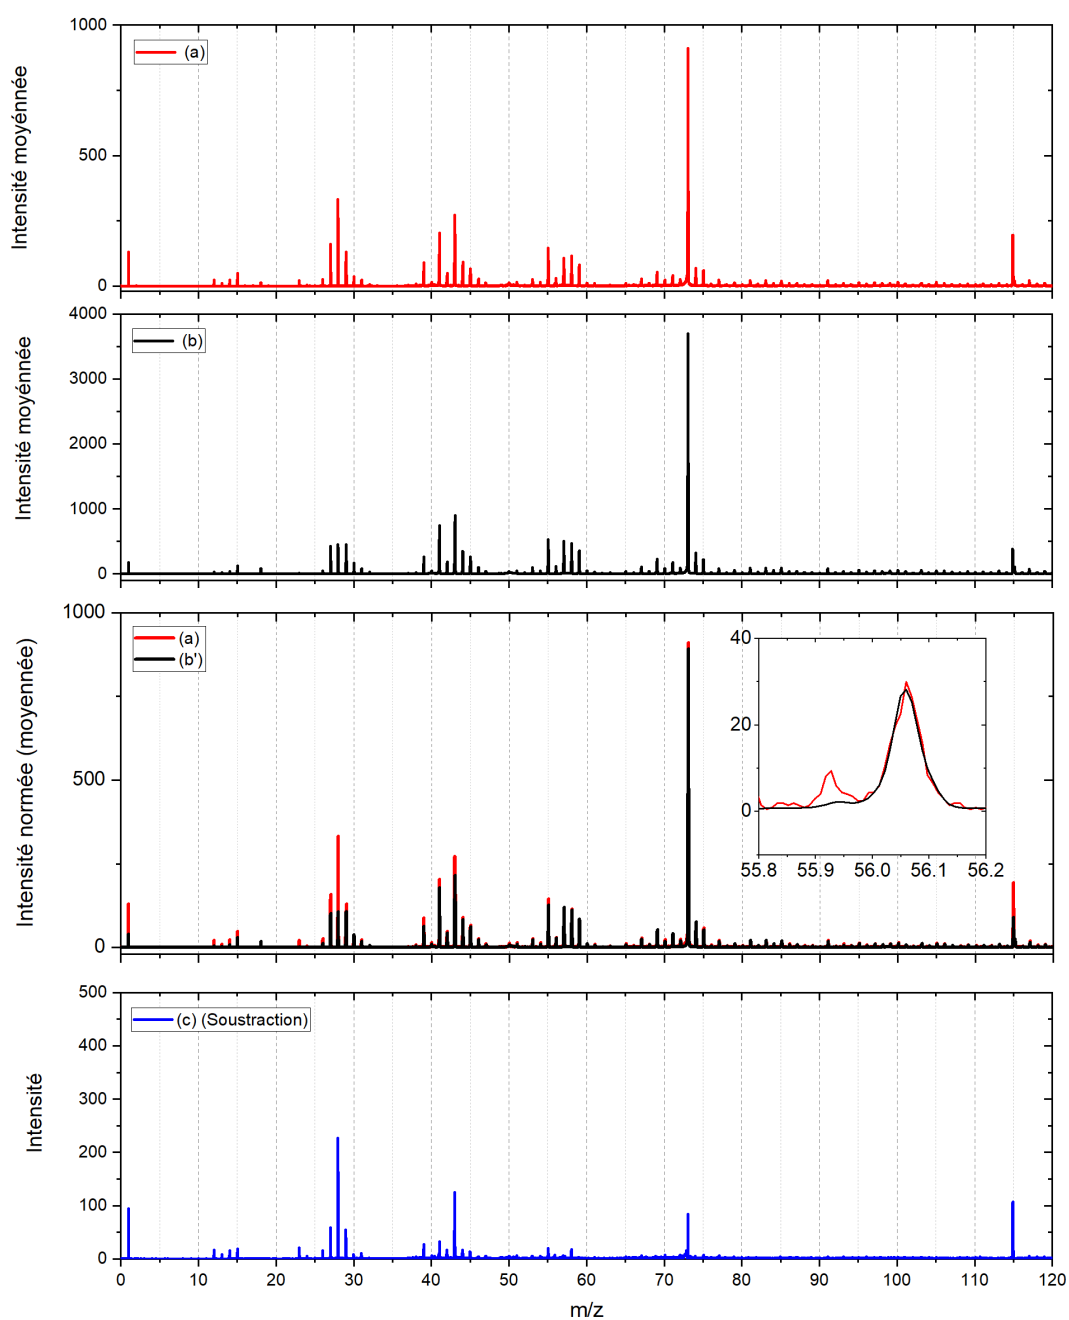 1000
500
0
Intensité moyénnée
(a)
4000
3000
2000
1000
0
Intensité moyénnée
(b)
1000
500
0
Intensité normée (moyennée)
(a)
(b')
40
20
0
55.8 55.9 56.0 56.1 56.2
500
400
300
200
100
0
Intensité
(c) (Soustraction)
0 10 20 30 40 50 60 70 80 90 100 110 120
m/z